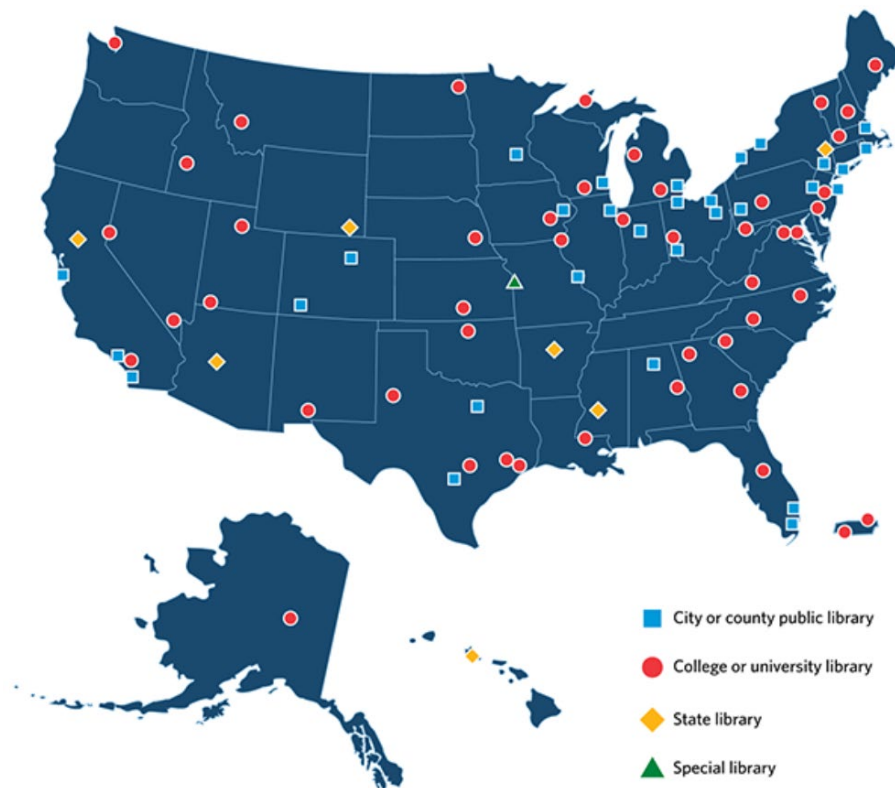 City or county public library
College or university library
State library
Special library